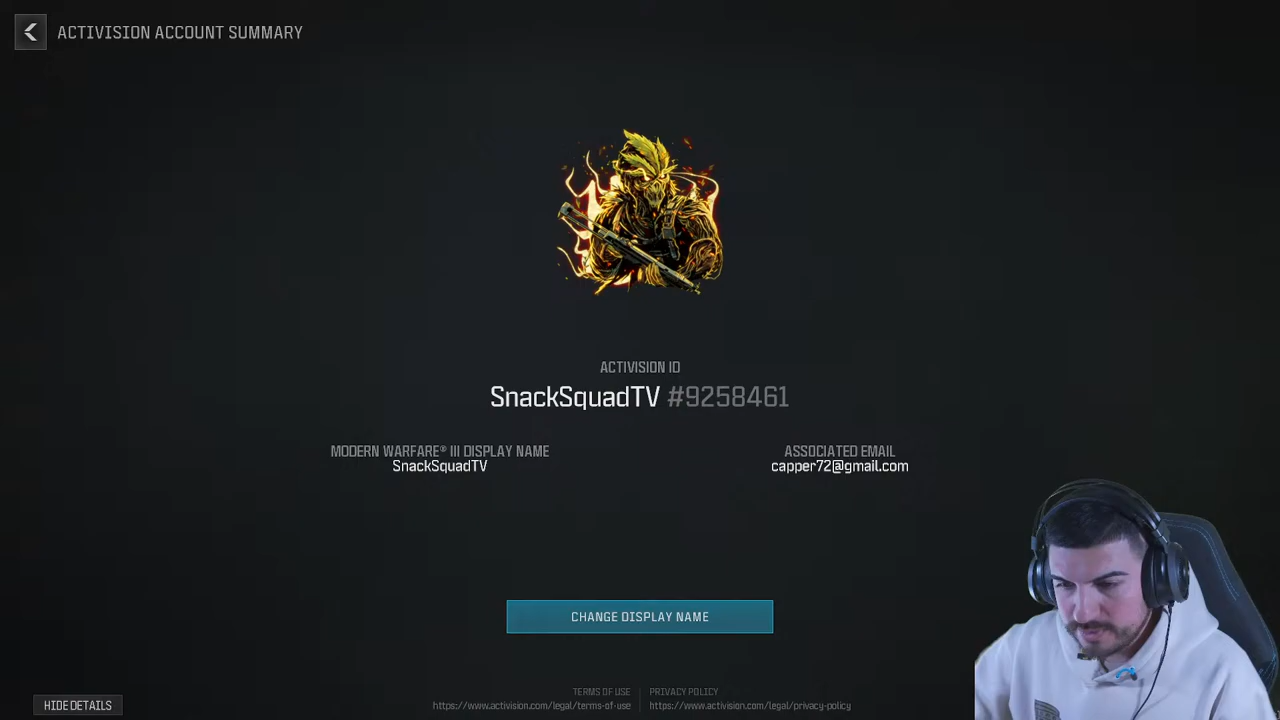 ACTIVISION ACCOUNT SUMMARY
ACTIVISION ID
SnackSquadTV #9258461
MODERN WARFARE® III DISPLAY NAME
SnackSquadTV
ASSOCIATED EMAIL
capper72@gmail.com
CHANGE DISPLAY NAME
HIDE DETAILS
TERMS OF USE
https://www.activision.com/legal/terms-of-use
PRIVACY POLICY
https://www.activision.com/legal/privacy-policy